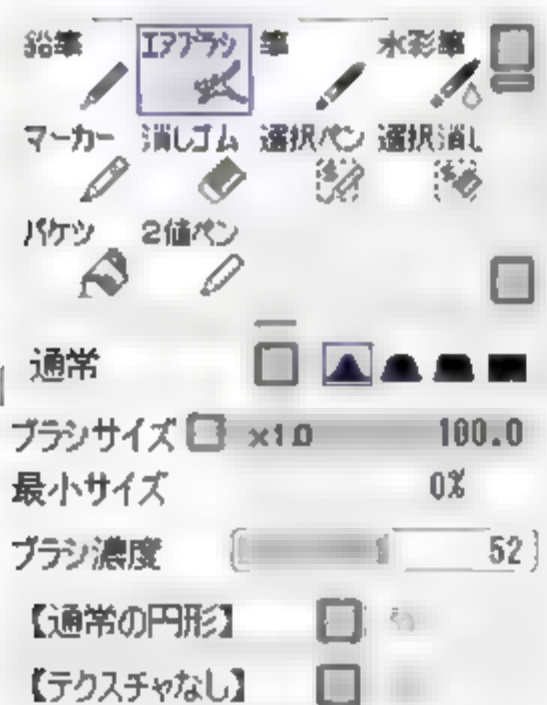 鉛筆 エアブラシ 筆 水彩筆
マーカー 消しゴム 選択ペン 選択消し
バケツ 2値ペン
通常
ブラシサイズ ×1.0 100.0
最小サイズ 0%
ブラシ濃度 52
【通常の円形】
【テクスチャなし】